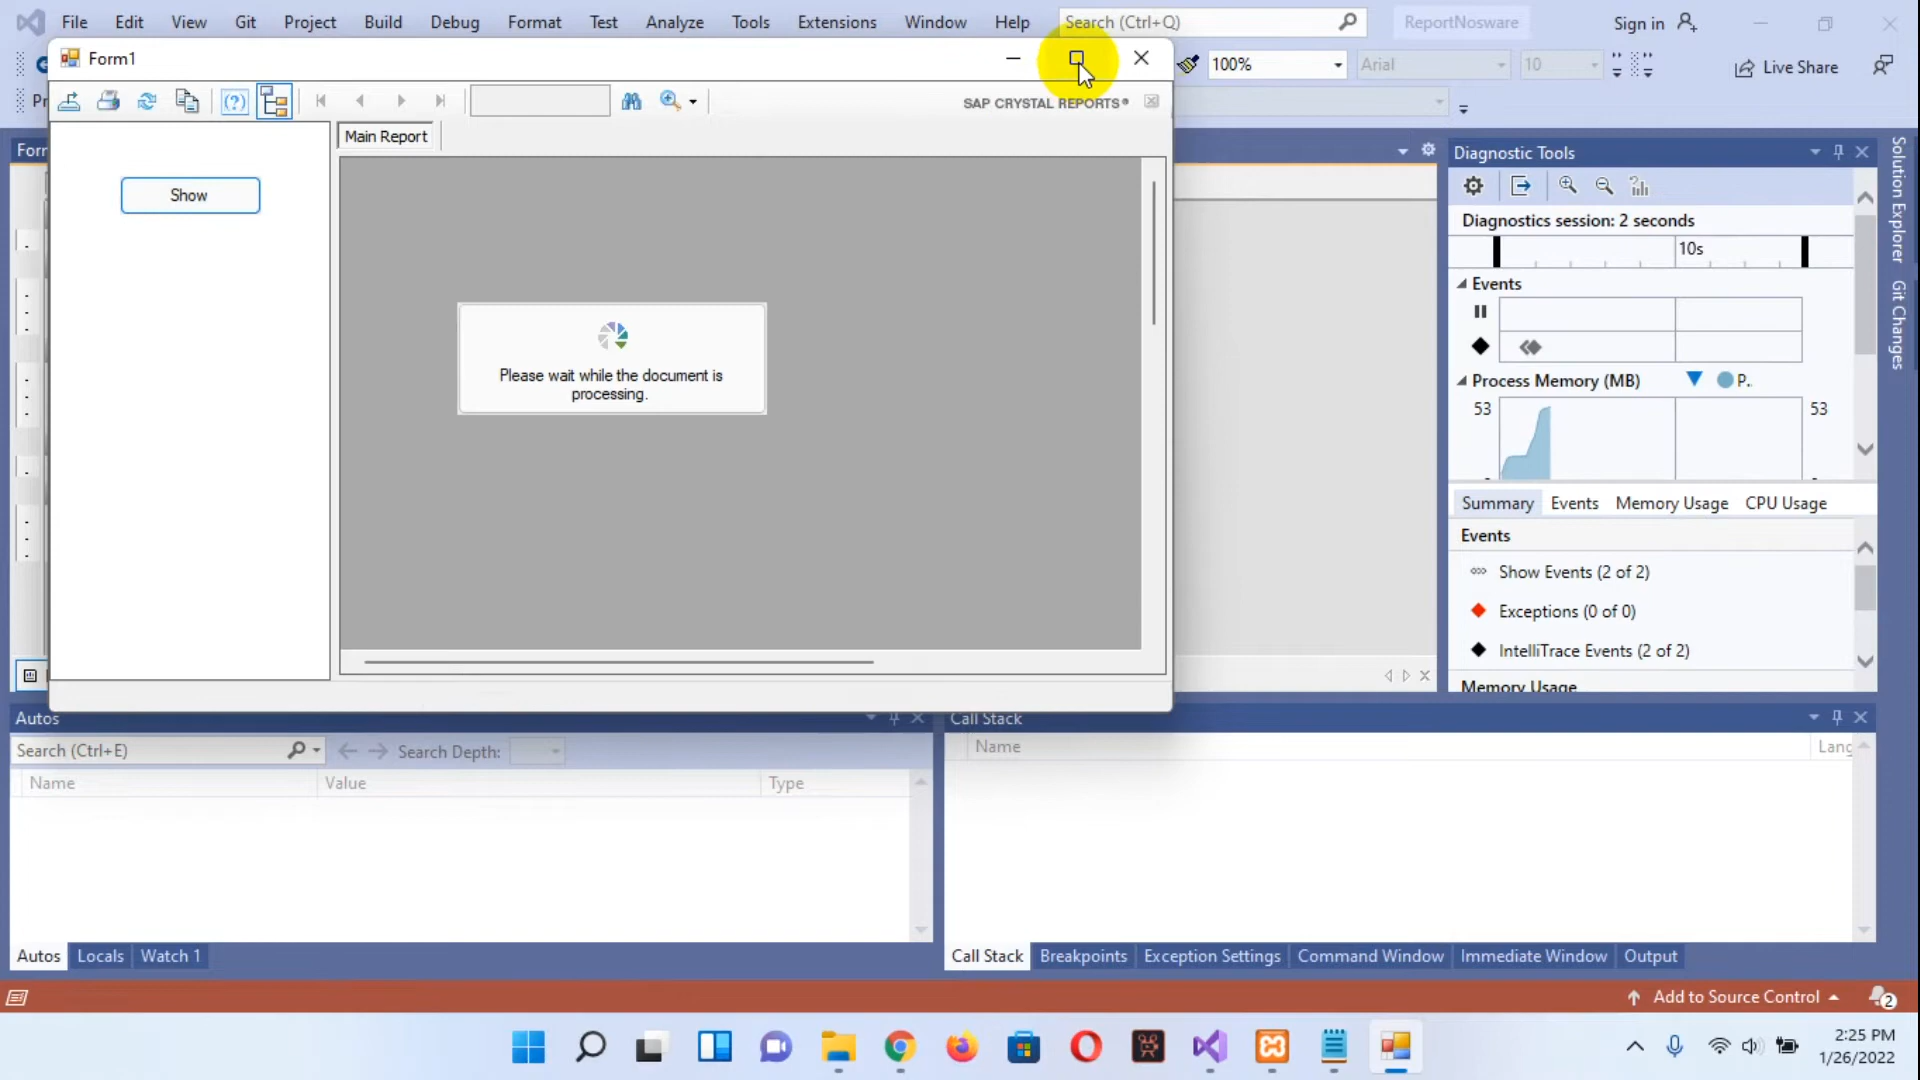 File Edit View Git Project Build Debug Format Test Analyze Tools Extensions Window Help Search (Ctrl+Q) ReportNosware Sign in
Form1
100% Arial 10 Live Share
Pr
SAP CRYSTAL REPORTS®
Main Report
Form
Diagnostic Tools
Solution Explorer
Git Changes
Show
Diagnostics session: 2 seconds
10s
Events
Please wait while the document is
processing.
Process Memory (MB) P..
53 53
Summary Events Memory Usage CPU Usage
Events
Show Events (2 of 2)
Exceptions (0 of 0)
IntelliTrace Events (2 of 2)
Memory Usage
Autos
Call Stack
Search (Ctrl+E) Search Depth:
Name Value Type
Name Lang
Autos Locals Watch 1
Call Stack Breakpoints Exception Settings Command Window Immediate Window Output
Add to Source Control 2
2:25 PM
1/26/2022